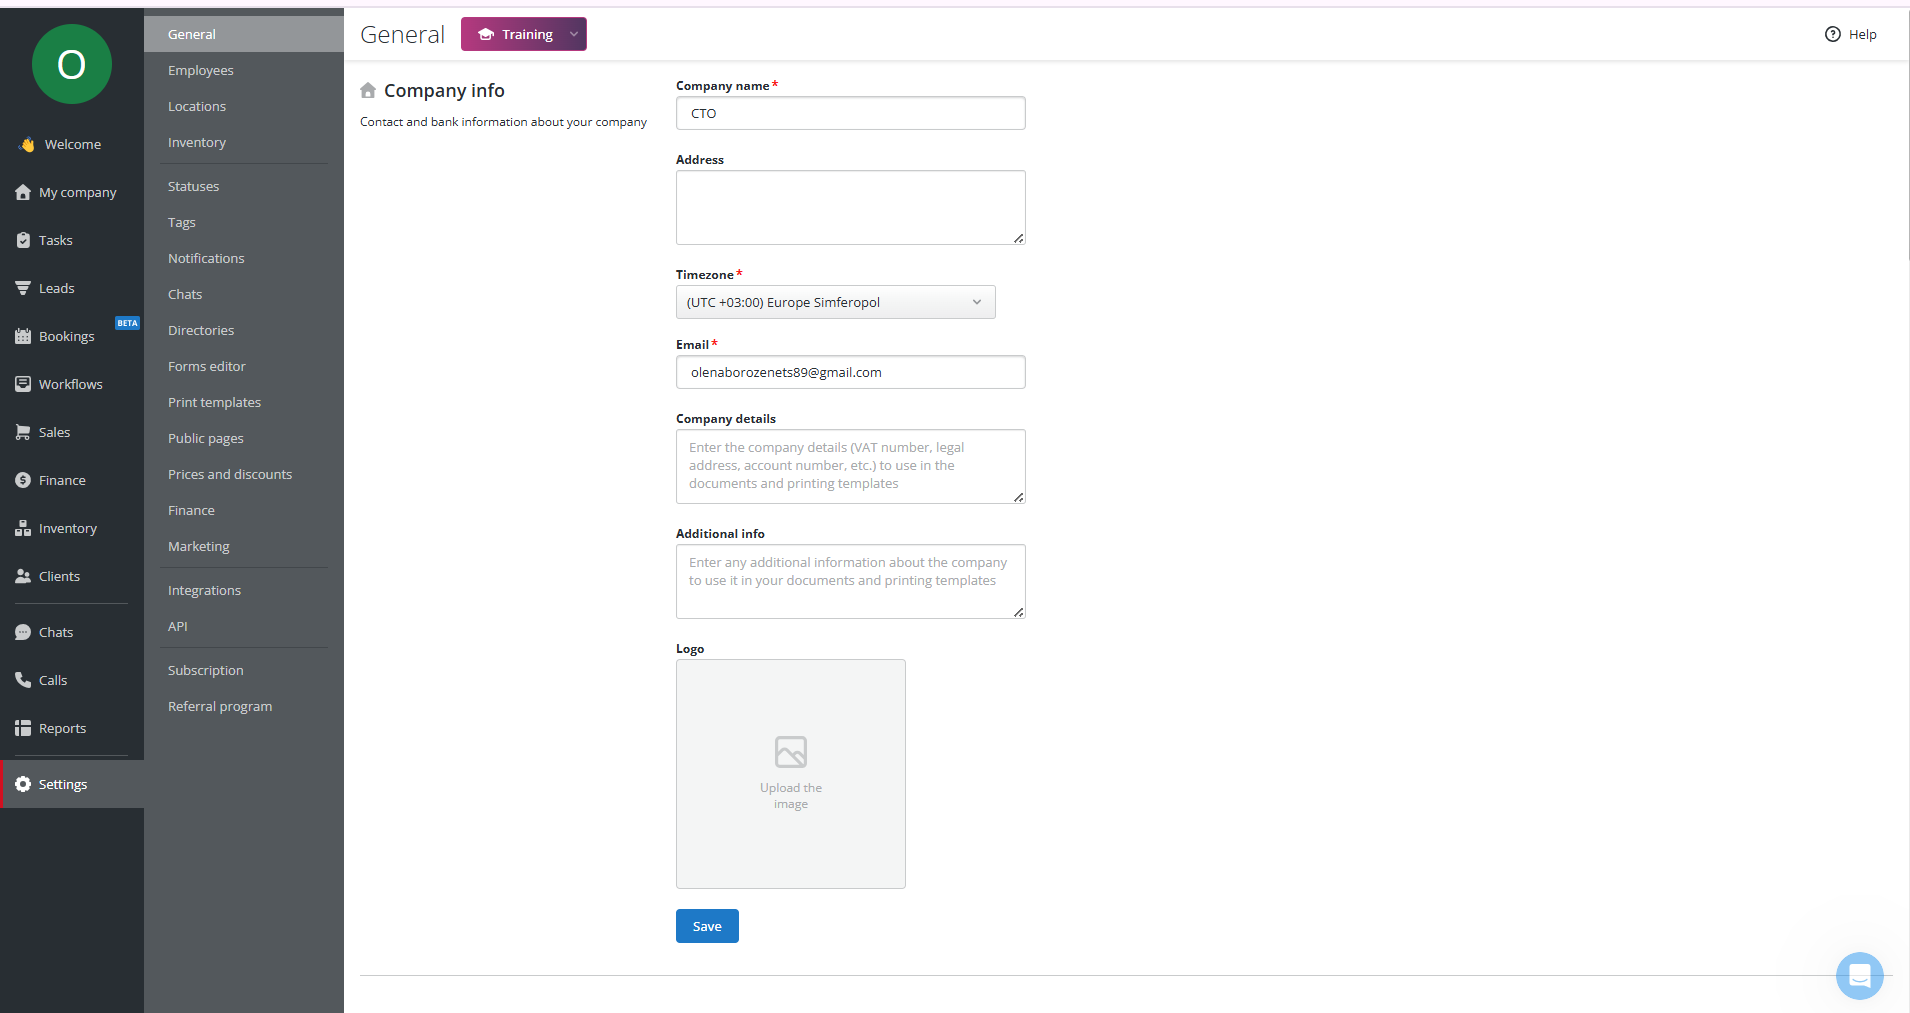 O
Welcome
My company
Tasks
Leads
BETA
Bookings
Workflows
Sales
Finance
Inventory
Clients
Chats
Calls
Reports
Settings
General
Employees
Locations
Inventory
Statuses
Tags
Notifications
Chats
Directories
Forms editor
Print templates
Public pages
Prices and discounts
Finance
Marketing
Integrations
API
Subscription
Referral program
General
Training
Help
Company info
Contact and bank information about your company
Company name*
CTO
Address
Timezone*
(UTC +03:00) Europe Simferopol
Email*
olenaborozenets89@gmail.com
Company details
Enter the company details (VAT number, legal
address, account number, etc.) to use in the
documents and printing templates
Additional info
Enter any additional information about the company
to use it in your documents and printing templates
Logo
Upload the
image
Save